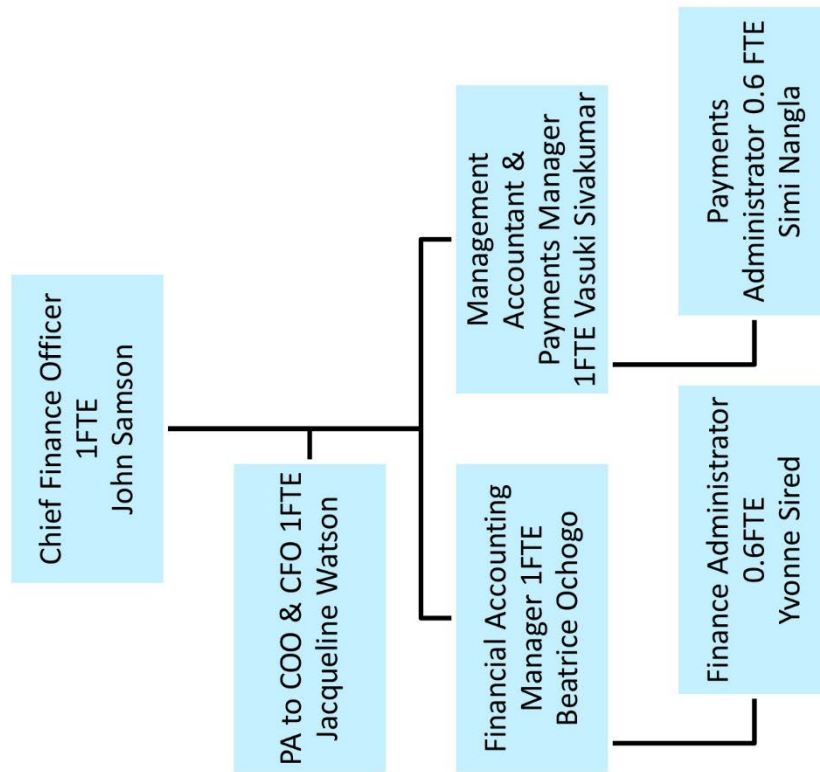 Chief Finance Officer
1FTE
John Samson
PA to COO & CFO 1FTE
Jacqueline Watson
Financial Accounting
Manager 1FTE
Beatrice Ochogo
Management
Accountant &
Payments Manager
1FTE Vasuki Sivakumar
Finance Administrator
0.6FTE
Yvonne Sired
Payments
Administrator 0.6 FTE
Simi Nangla